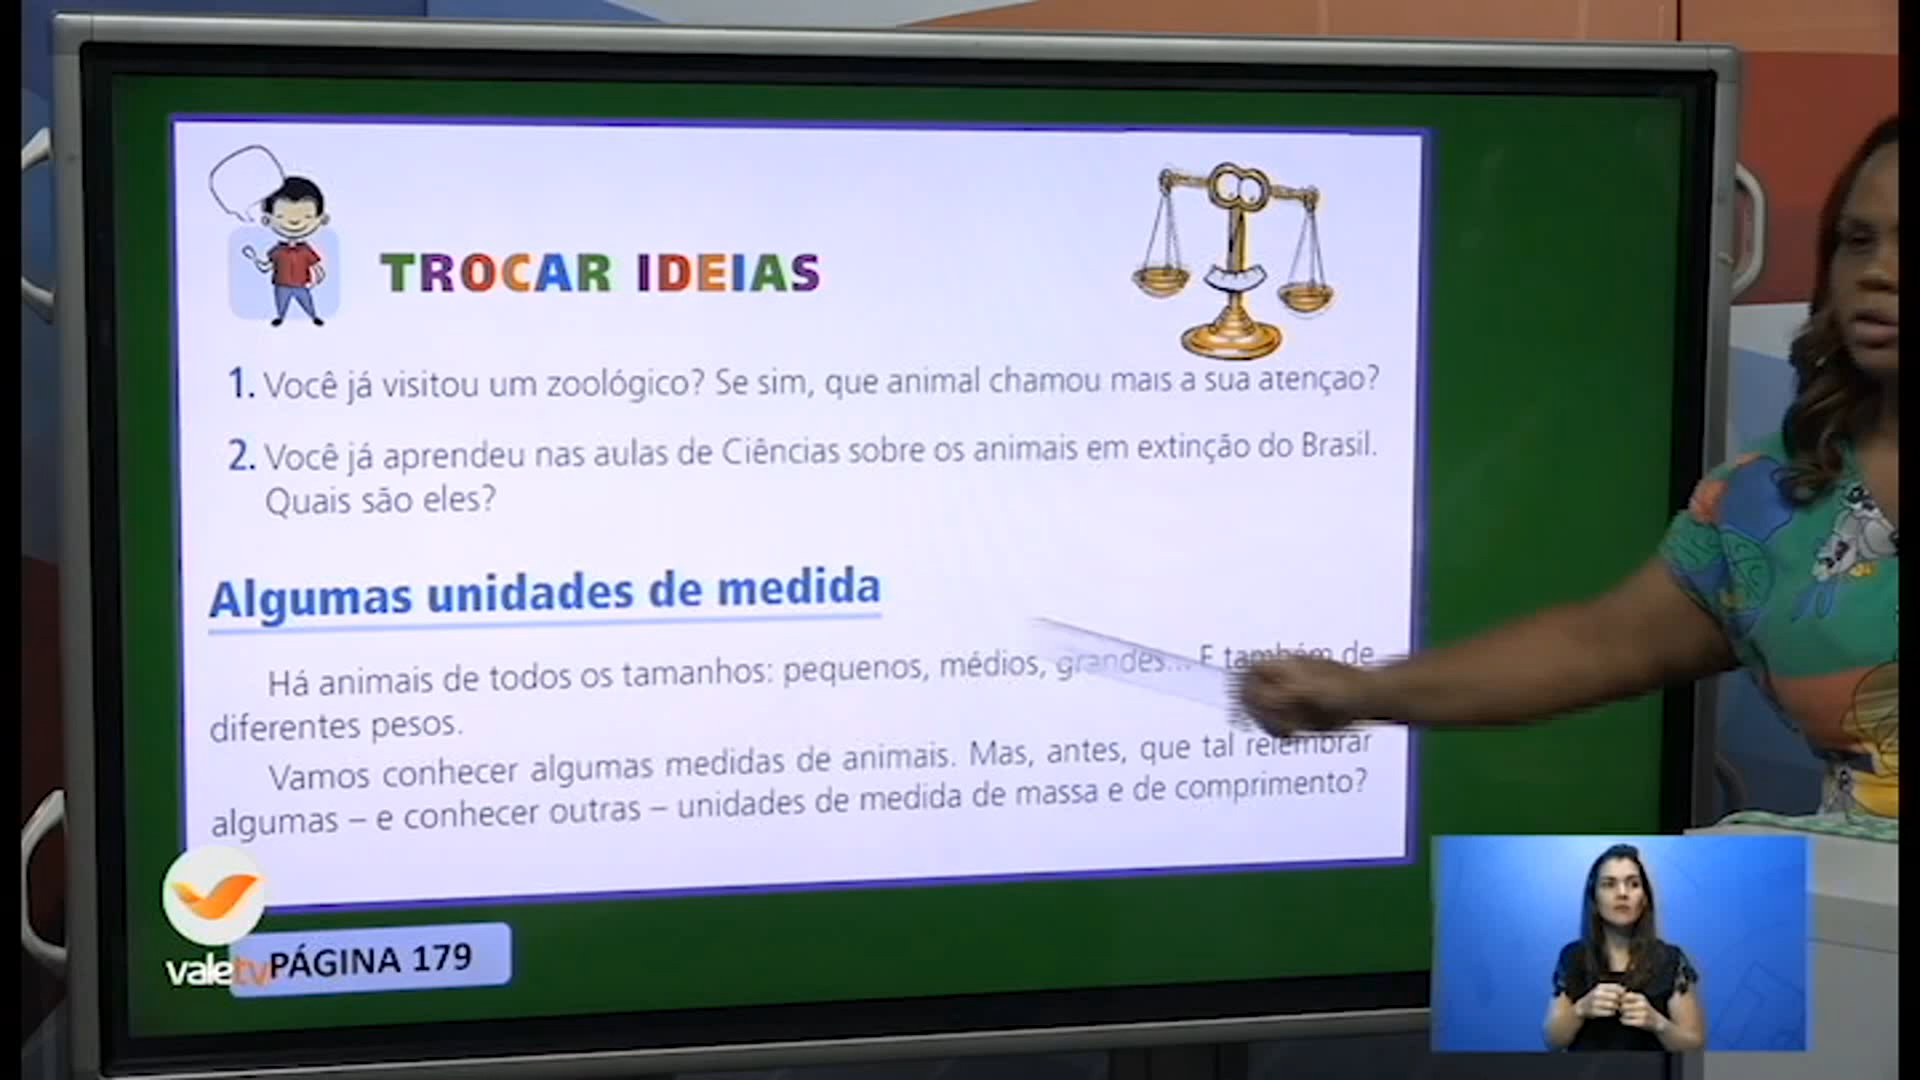 TROCAR IDEIAS
1. Você já visitou um zoológico? Se sim, que animal chamou mais a sua atenção?
2. Você já aprendeu nas aulas de Ciências sobre os animais em extinção do Brasil.
Quais são eles?
Algumas unidades de medida
Há animais de todos os tamanhos: pequenos, médios, grandes... E também de
diferentes pesos.
Vamos conhecer algumas medidas de animais. Mas, antes, que tal relembrar
algumas – e conhecer outras – unidades de medida de massa e de comprimento?
valetv
PÁGINA 179